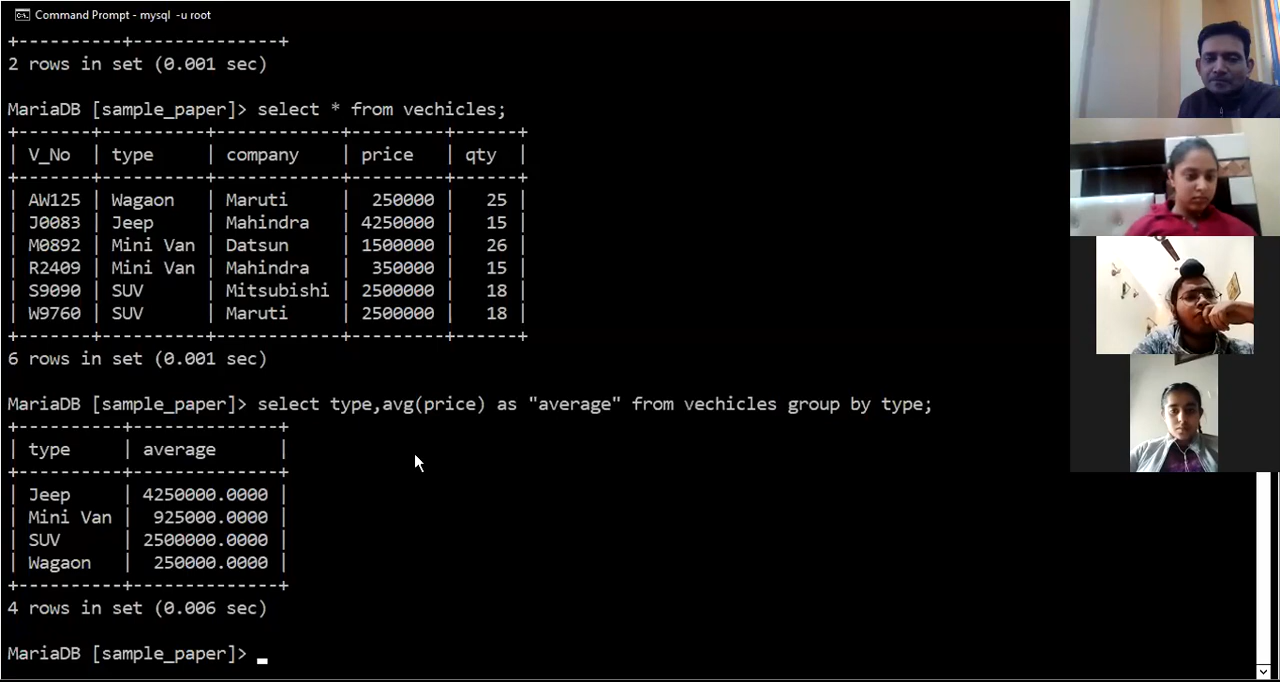 Command Prompt - mysql -u root
+----------+--------------+
2 rows in set (0.001 sec)
MariaDB [sample_paper]> select * from vechicles;
+-------+----------+------------+---------+------+
| V_No  | type     | company    | price   | qty  |
+-------+----------+------------+---------+------+
| AW125 | Wagaon   | Maruti     |  250000 |   25 |
| J0083 | Jeep     | Mahindra   | 4250000 |   15 |
| M0892 | Mini Van | Datsun     | 1500000 |   26 |
| R2409 | Mini Van | Mahindra   |  350000 |   15 |
| S9090 | SUV      | Mitsubishi | 2500000 |   18 |
| W9760 | SUV      | Maruti     | 2500000 |   18 |
+-------+----------+------------+---------+------+
6 rows in set (0.001 sec)
MariaDB [sample_paper]> select type,avg(price) as "average" from vechicles group by type;
+----------+--------------+
| type     | average      |
+----------+--------------+
| Jeep     | 4250000.0000 |
| Mini Van |  925000.0000 |
| SUV      | 2500000.0000 |
| Wagaon   |  250000.0000 |
+----------+--------------+
4 rows in set (0.006 sec)
MariaDB [sample_paper]> _